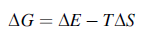 ΔG = ΔE − TΔS